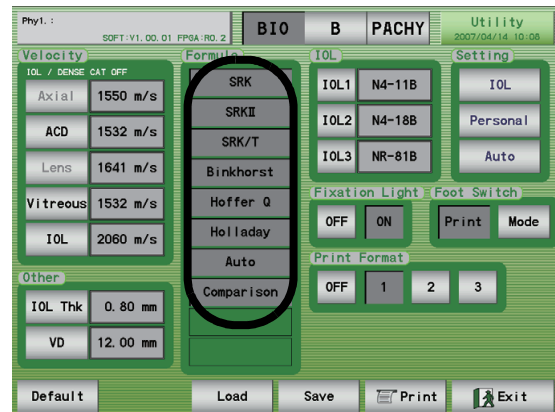 Phy1. :
SOFT:V1.00.01 FPGA:R0.2
BIO
B
PACHY
Utility
2007/04/14 10:08
Velocity
IOL / DENSE CAT OFF
Axial 1550 m/s
ACD 1532 m/s
Lens 1641 m/s
Vitreous 1532 m/s
IOL 2060 m/s
Other
IOL Thk 0.80 mm
VD 12.00 mm
Formula
SRK
SRKII
SRK/T
Binkhorst
Hoffer Q
Holladay
Auto
Comparison
IOL
IOL1 N4-11B
IOL2 N4-18B
IOL3 NR-81B
Setting
IOL
Personal
Auto
Fixation Light
OFF ON
Foot Switch
Print Mode
Print Format
OFF 1 2 3
Default
Load
Save
Print
Exit